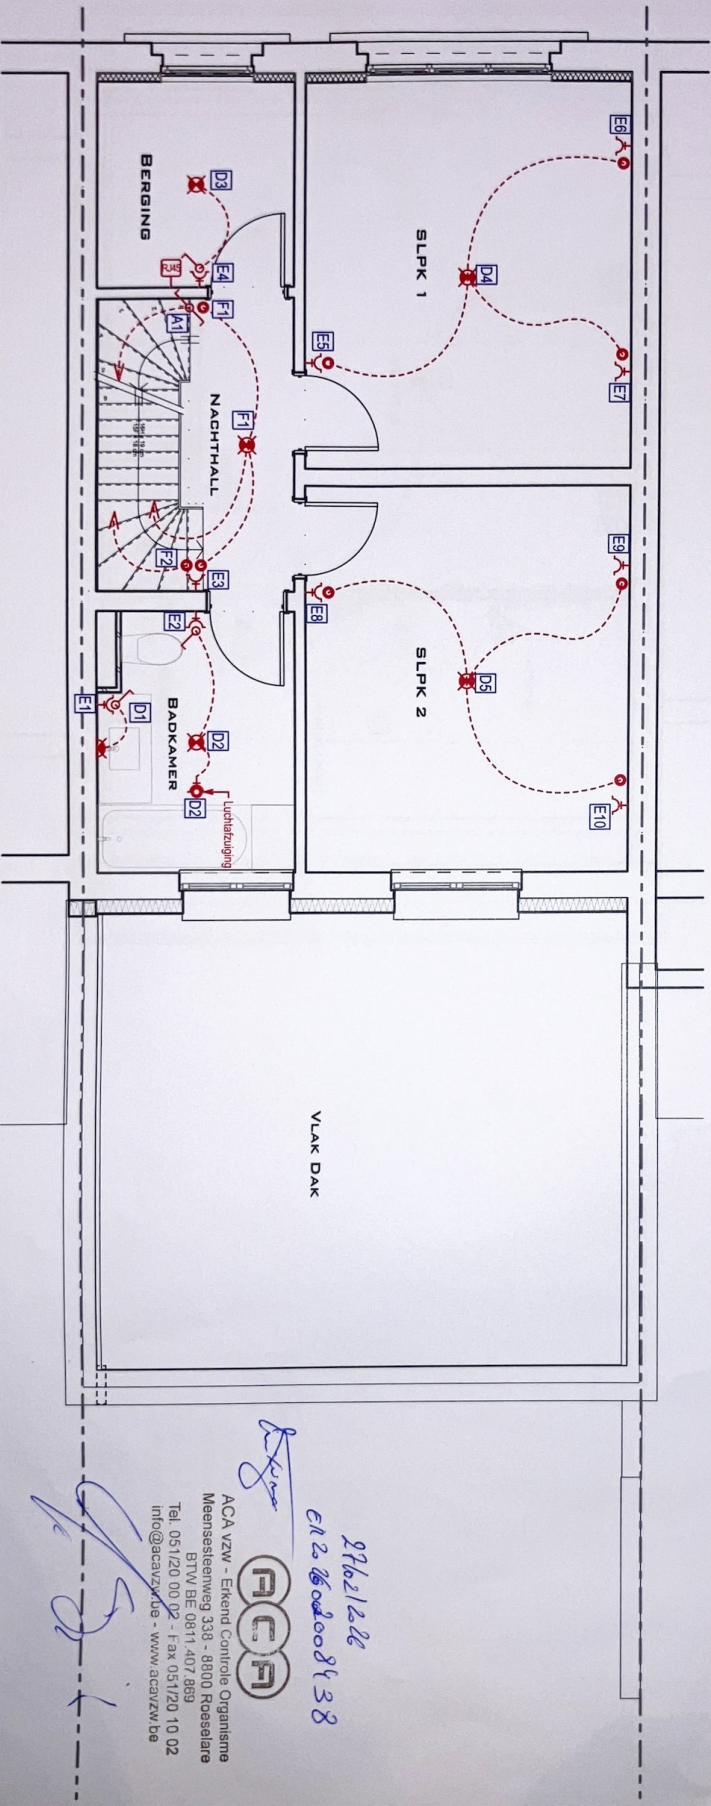 BERGING
D3
E4
RJ45
A1
F1
NACHTHALL
F1
F2
E3
E2
E1
D1
BADKAMER
D2
D2
Luchtafzuiging
SLPK 1
E6
D4
E5
E7
SLPK 2
E9
E8
D5
E10
VLAK DAK
27/02/2026
ACA
ACA vzw - Erkend Controle Organisme
Meensesteenweg 338 - 8800 Roeselare
BTW BE 0811.407.869
Tel. 051/20 00 02 - Fax 051/20 10 02
info@acavzw.be - www.acavzw.be